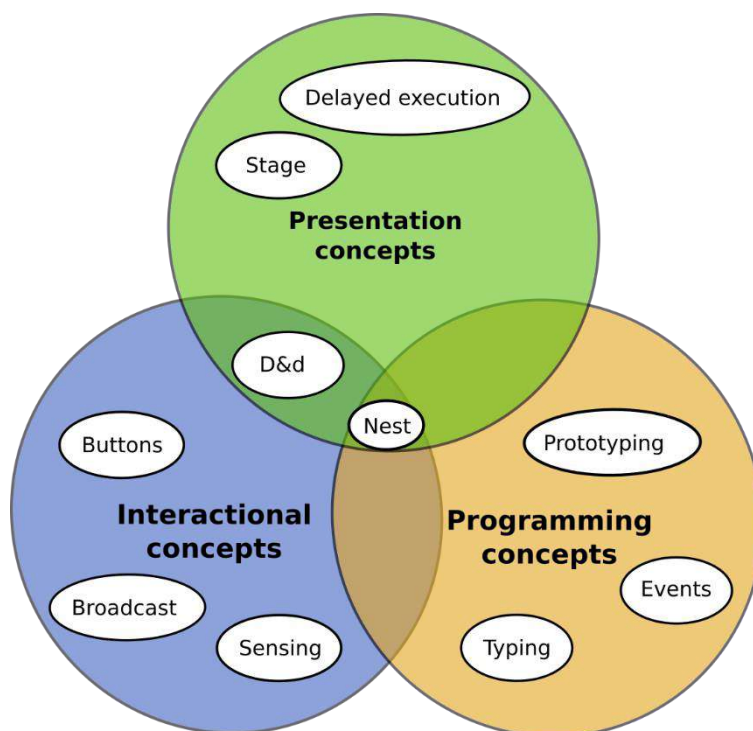 Delayed execution
Stage
Presentation
concepts
D&d
Nest
Buttons
Prototyping
Interactional
concepts
Programming
concepts
Broadcast
Events
Sensing
Typing